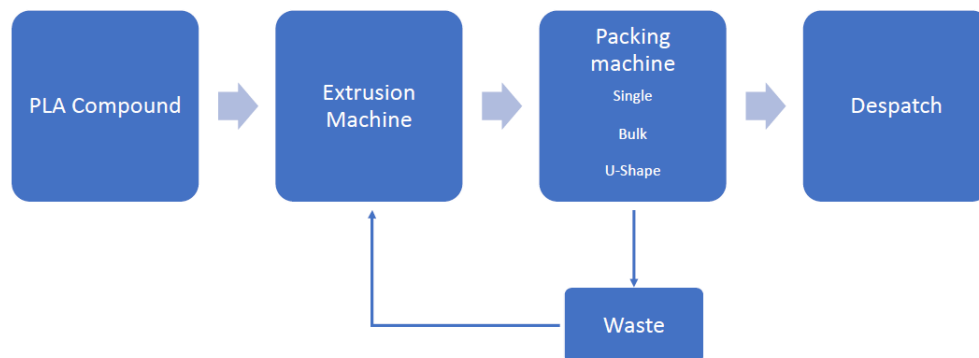 PLA Compound
Extrusion
Machine
Packing
machine
Single
Bulk
U-Shape
Despatch
Waste